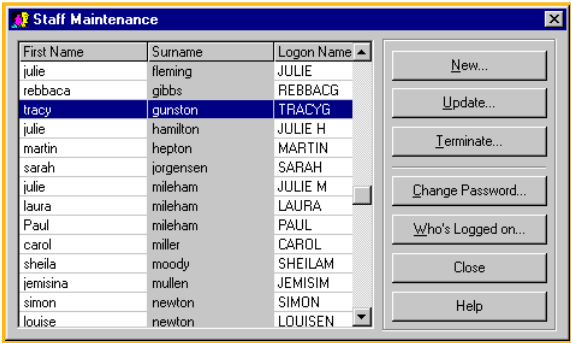 Staff Maintenance
First Name Surname Logon Name
julie fleming JULIE
rebbaca gibbs REBBACG
tracy gunston TRACYG
julie hamilton JULIE H
martin hepton MARTIN
sarah jorgensen SARAH
julie mileham JULIE M
laura mileham LAURA
Paul mileham PAUL
carol miller CAROL
sheila moody SHEILAM
jemisina mullen JEMISIM
simon newton SIMON
louise newton LOUISEN
New...
Update...
Terminate...
Change Password...
Who's Logged on...
Close
Help